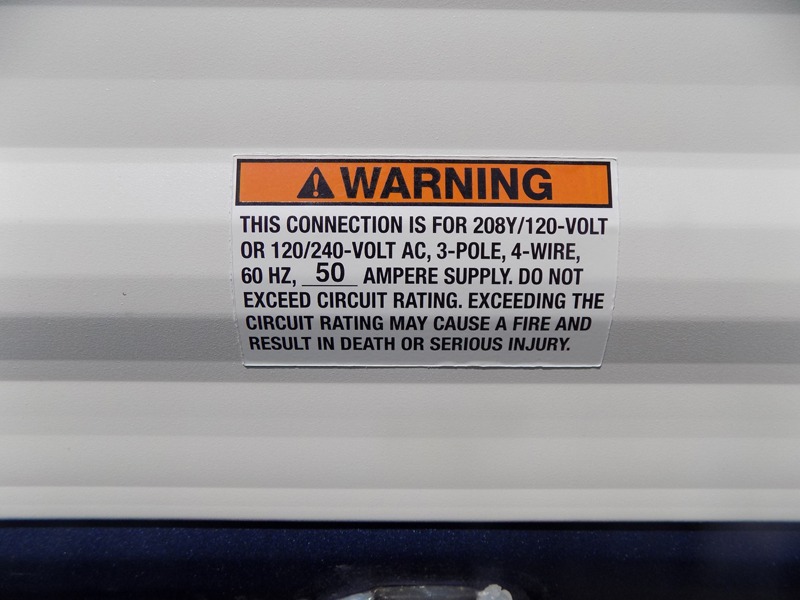 WARNING
THIS CONNECTION IS FOR 208Y/120-VOLT
OR 120/240-VOLT AC, 3-POLE, 4-WIRE,
60 HZ, 50 AMPERE SUPPLY. DO NOT
EXCEED CIRCUIT RATING. EXCEEDING THE
CIRCUIT RATING MAY CAUSE A FIRE AND
RESULT IN DEATH OR SERIOUS INJURY.